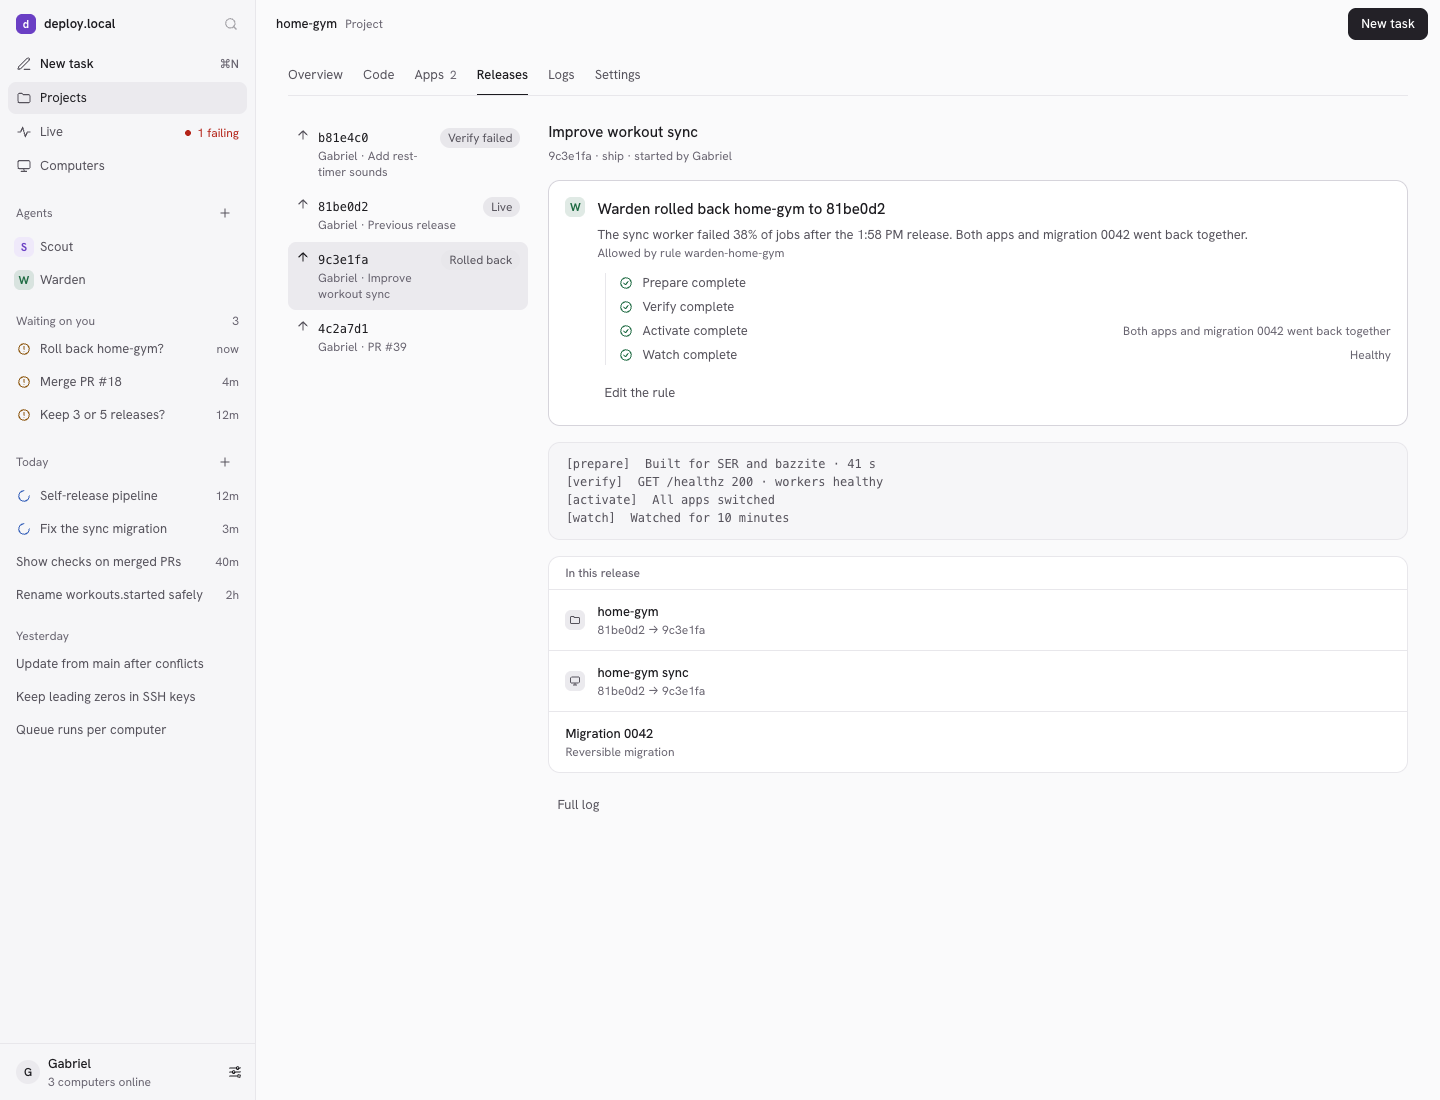 d deploy.local
New task ⌘N
Projects
Live 1 failing
Computers
Agents
S Scout
W Warden
Waiting on you 3
Roll back home-gym? now
Merge PR #18 4m
Keep 3 or 5 releases? 12m
Today
Self-release pipeline 12m
Fix the sync migration 3m
Show checks on merged PRs 40m
Rename workouts.started safely 2h
Yesterday
Update from main after conflicts
Keep leading zeros in SSH keys
Queue runs per computer
G Gabriel
3 computers online
home-gym Project
New task
Overview Code Apps 2 Releases Logs Settings
b81e4c0 Verify failed
Gabriel · Add rest-
timer sounds
81be0d2 Live
Gabriel · Previous release
9c3e1fa Rolled back
Gabriel · Improve
workout sync
4c2a7d1
Gabriel · PR #39
Improve workout sync
9c3e1fa · ship · started by Gabriel
W Warden rolled back home-gym to 81be0d2
The sync worker failed 38% of jobs after the 1:58 PM release. Both apps and migration 0042 went back together.
Allowed by rule warden-home-gym
Prepare complete
Verify complete
Activate complete Both apps and migration 0042 went back together
Watch complete Healthy
Edit the rule
[prepare] Built for SER and bazzite · 41 s
[verify] GET /healthz 200 · workers healthy
[activate] All apps switched
[watch] Watched for 10 minutes
In this release
home-gym
81be0d2 → 9c3e1fa
home-gym sync
81be0d2 → 9c3e1fa
Migration 0042
Reversible migration
Full log